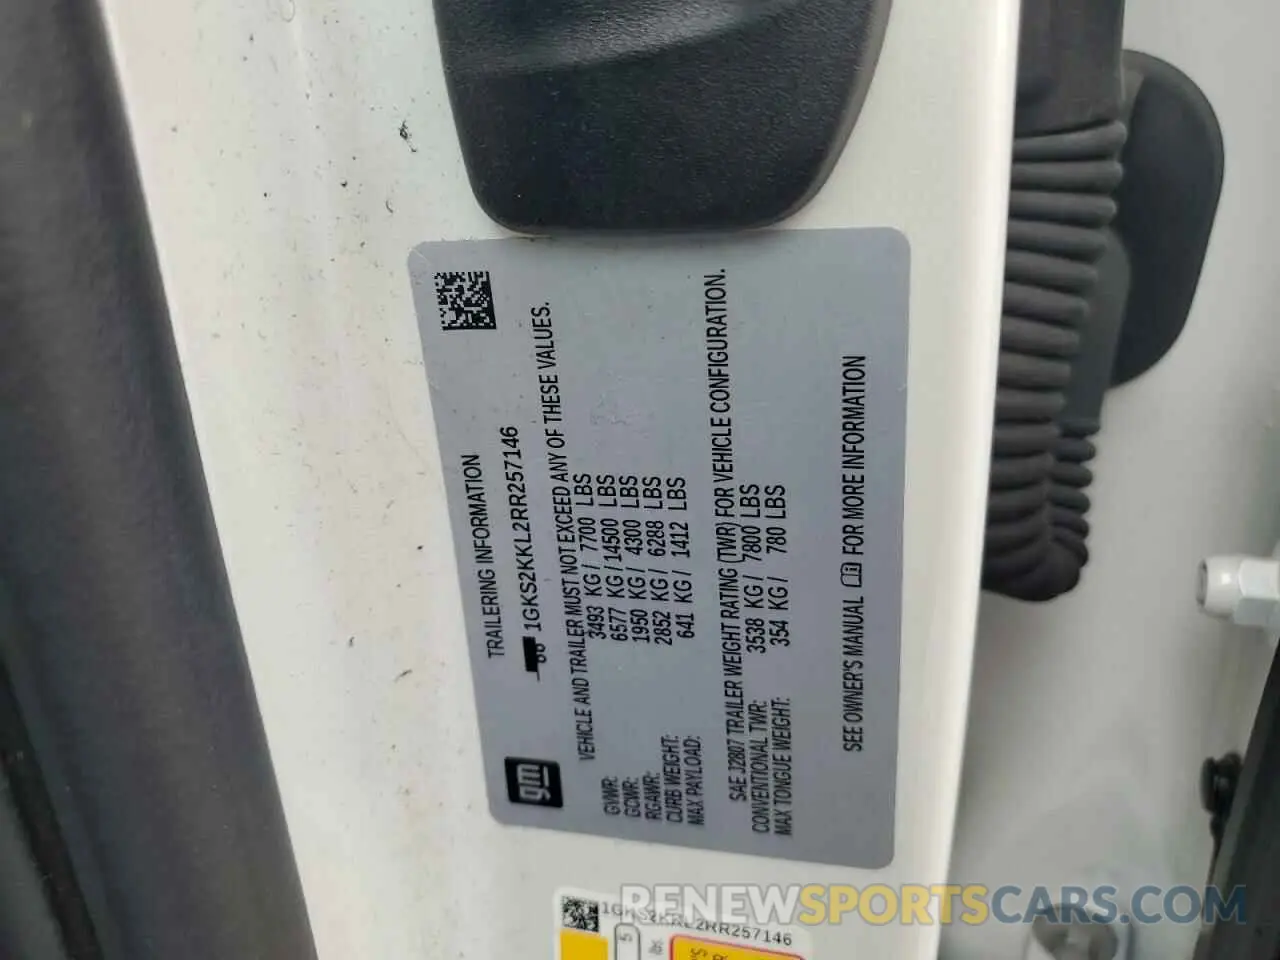 TRAILERING INFORMATION
1GKS2KKL2RR257146
VEHICLE AND TRAILER MUST NOT EXCEED ANY OF THESE VALUES.
GVWR: 3493 KG / 7700 LBS
GCWR: 6577 KG / 14500 LBS
RGAWR: 1950 KG / 4300 LBS
CURB WEIGHT: 2852 KG / 6288 LBS
MAX PAYLOAD: 641 KG / 1412 LBS
SAE J2807 TRAILER WEIGHT RATING (TWR) FOR VEHICLE CONFIGURATION.
CONVENTIONAL TWR: 3538 KG / 7800 LBS
MAX TONGUE WEIGHT: 354 KG / 780 LBS
SEE OWNER'S MANUAL FOR MORE INFORMATION
gm
1GKS2KKL2RR257146
5
lbs
RENEWSPORTSCARS.COM